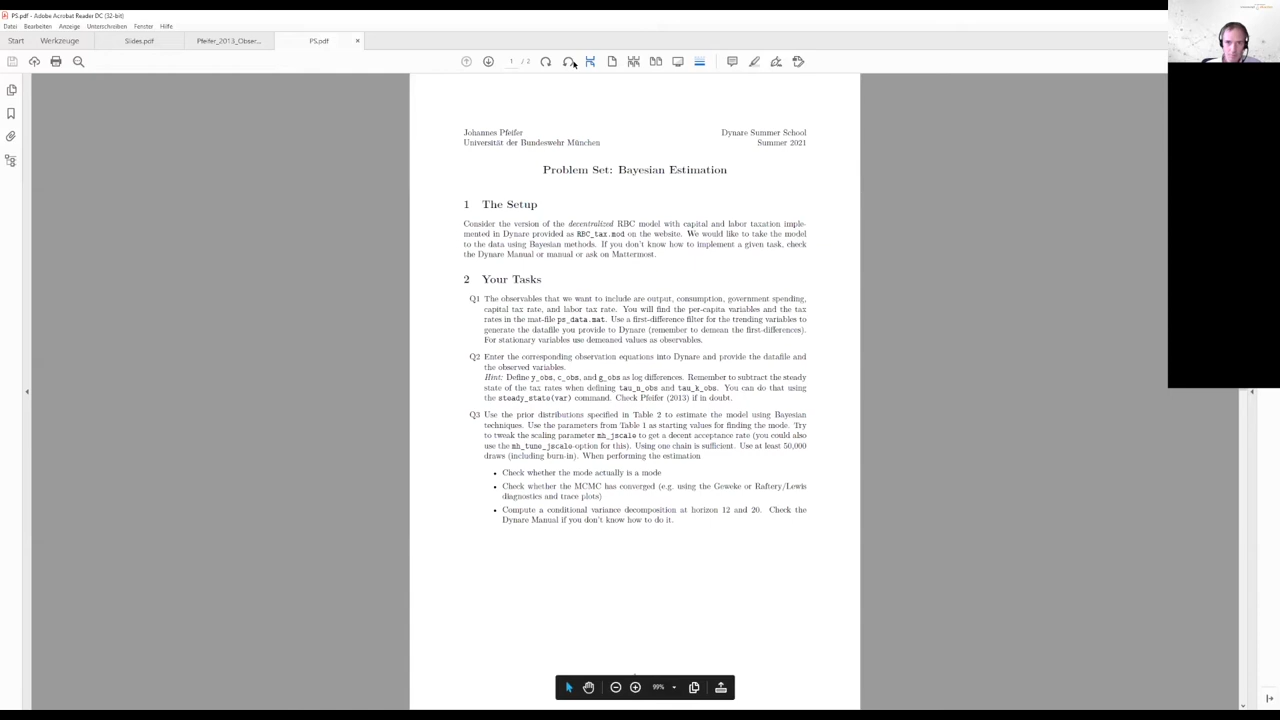 PS.pdf - Adobe Acrobat Reader DC (32-bit)
Datei Bearbeiten Anzeige Unterschreiben Fenster Hilfe
Start Werkzeuge Slides.pdf Pfeifer_2013_Obser... PS.pdf ×
1 / 2
Johannes Pfeifer Dynare Summer School
Universität der Bundeswehr München Summer 2021
Problem Set: Bayesian Estimation
1 The Setup
Consider the version of the decentralized RBC model with capital and labor taxation imple-
mented in Dynare provided as RBC_tax.mod on the website. We would like to take the model
to the data using Bayesian methods. If you don't know how to implement a given task, check
the Dynare Manual or manual or ask on Mattermost.
2 Your Tasks
Q1 The observables that we want to include are output, consumption, government spending,
capital tax rate, and labor tax rate. You will find the per-capita variables and the tax
rates in the mat-file ps_data.mat. Use a first-difference filter for the trending variables to
generate the datafile you provide to Dynare (remember to demean the first-differences).
For stationary variables use demeaned values as observables.
Q2 Enter the corresponding observation equations into Dynare and provide the datafile and
the observed variables.
Hint: Define y_obs, c_obs, and g_obs as log differences. Remember to subtract the steady
state of the tax rates when defining tau_n_obs and tau_k_obs. You can do that using
the steady_state(var) command. Check Pfeifer (2013) if in doubt.
Q3 Use the prior distributions specified in Table 2 to estimate the model using Bayesian
techniques. Use the parameters from Table 1 as starting values for finding the mode. Try
to tweak the scaling parameter mh_jscale to get a decent acceptance rate (you could also
use the mh_tune_jscale-option for this). Using one chain is sufficient. Use at least 50,000
draws (including burn-in). When performing the estimation
• Check whether the mode actually is a mode
• Check whether the MCMC has converged (e.g. using the Geweke or Raftery/Lewis
diagnostics and trace plots)
• Compute a conditional variance decomposition at horizon 12 and 20. Check the
Dynare Manual if you don't know how to do it.
99%